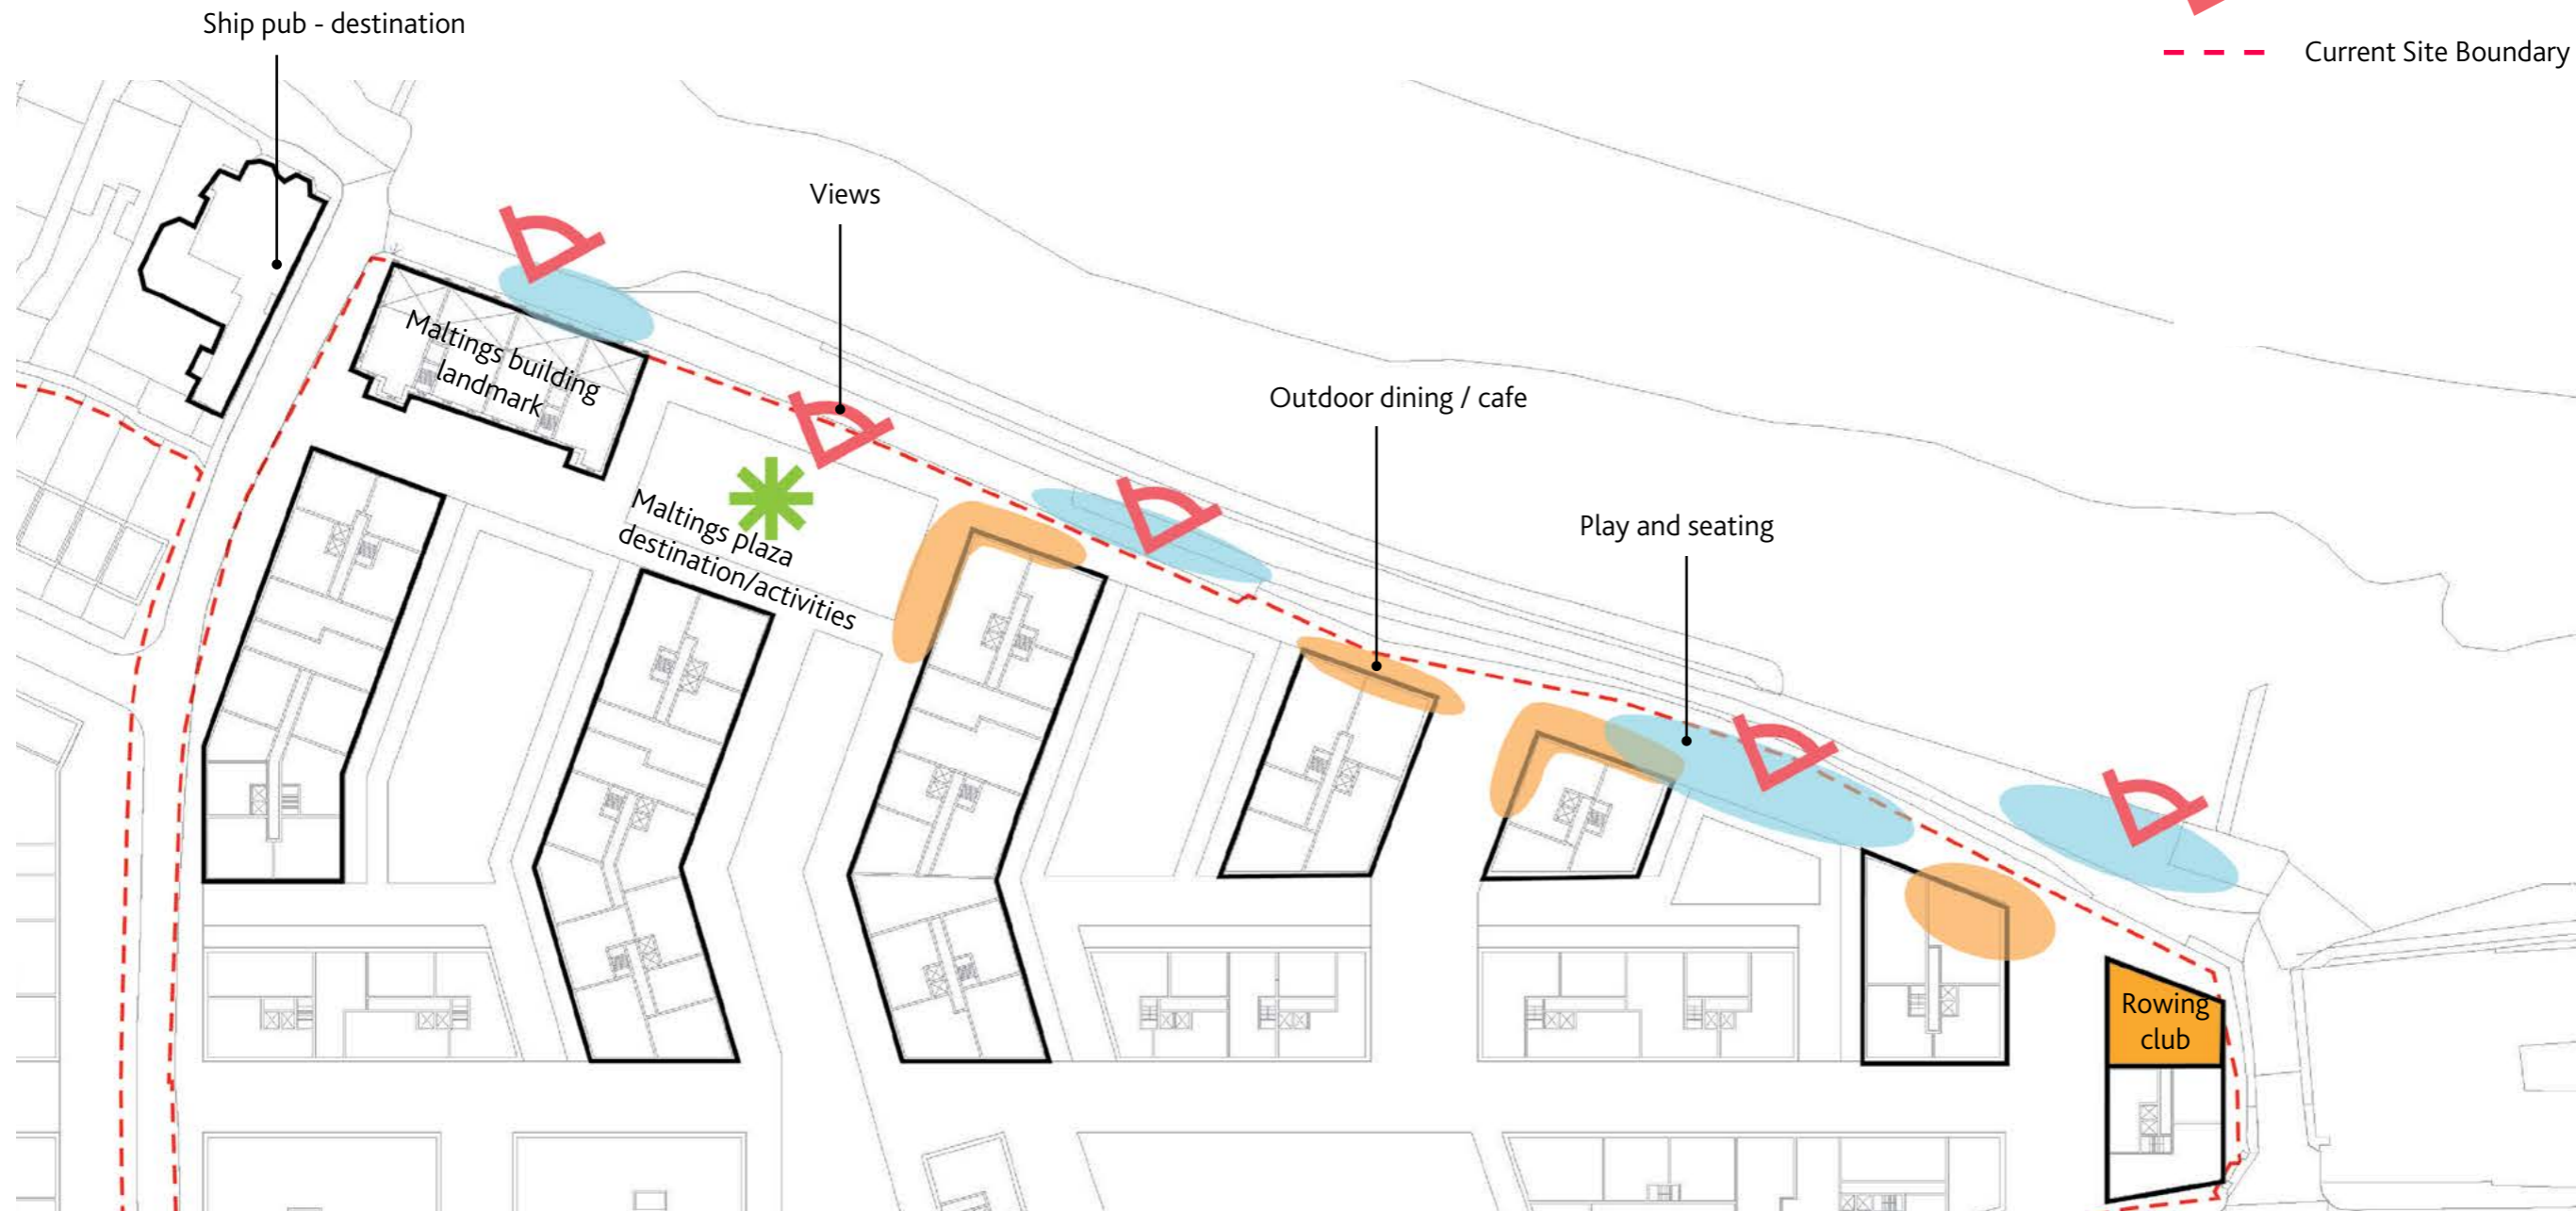 Ship pub - destination
Current Site Boundary
Views
Maltings building
landmark
Outdoor dining / cafe
Maltings plaza
destination/activities
Play and seating
Rowing
club